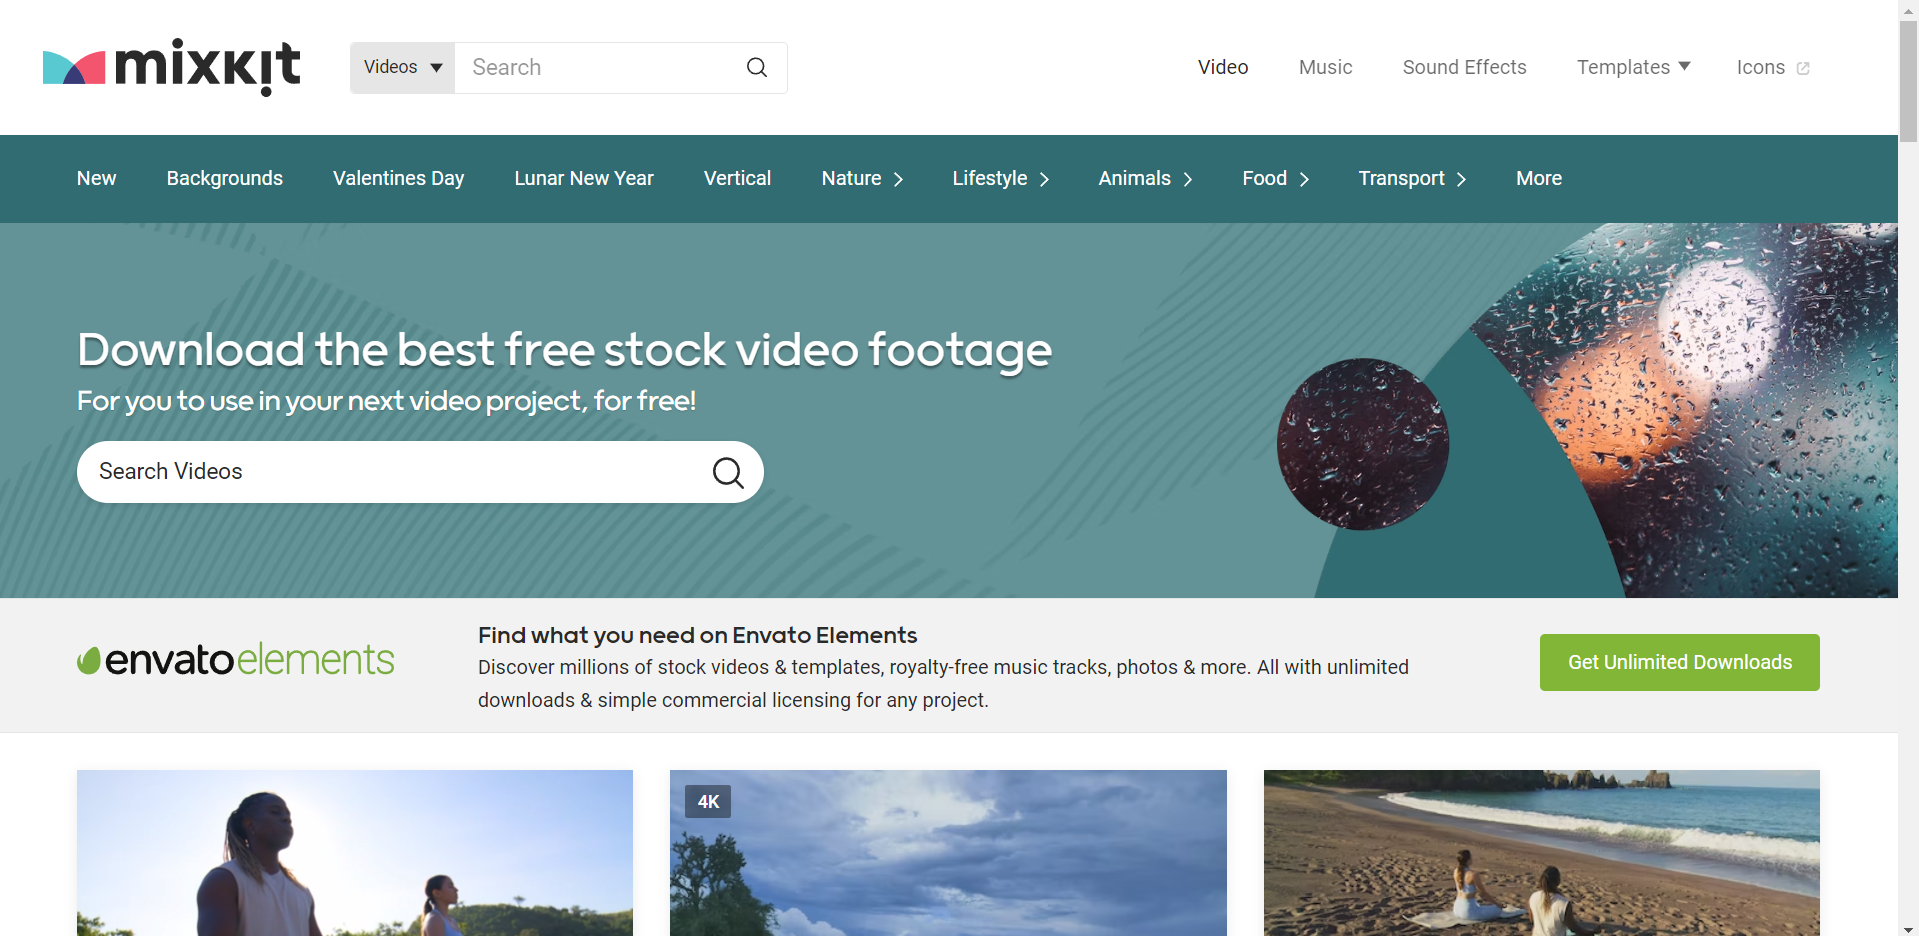 mixkit
Videos
Search
Video
Music
Sound Effects
Templates
Icons
New
Backgrounds
Valentines Day
Lunar New Year
Vertical
Nature
Lifestyle
Animals
Food
Transport
More
Download the best free stock video footage
For you to use in your next video project, for free!
Search Videos
envato elements
Find what you need on Envato Elements
Discover millions of stock videos & templates, royalty-free music tracks, photos & more. All with unlimited
downloads & simple commercial licensing for any project.
Get Unlimited Downloads
4K